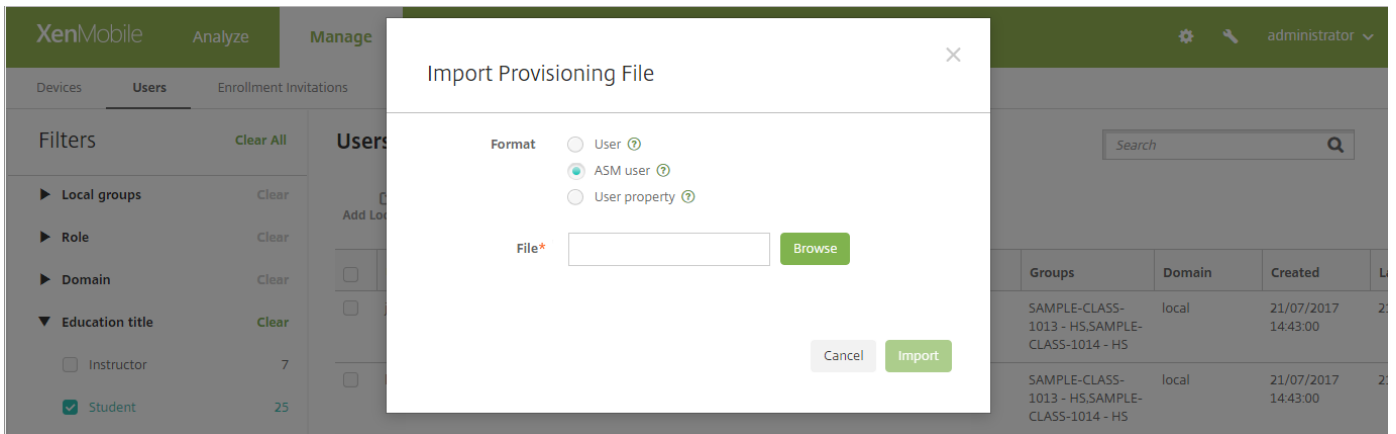 XenMobile Analyze Manage administrator
Devices Users Enrollment Invitations
Import Provisioning File
Filters Clear All
Users
Search
Format User
ASM user
User property
Local groups Clear
Add Loc
Role Clear
File* Browse
Domain Clear
Groups Domain Created
Education title Clear
SAMPLE-CLASS- local 21/07/2017
1013 - HS,SAMPLE- 14:43:00
CLASS-1014 - HS
Instructor 7
Cancel Import
Student 25
SAMPLE-CLASS- local 21/07/2017
1013 - HS,SAMPLE- 14:43:00
CLASS-1014 - HS